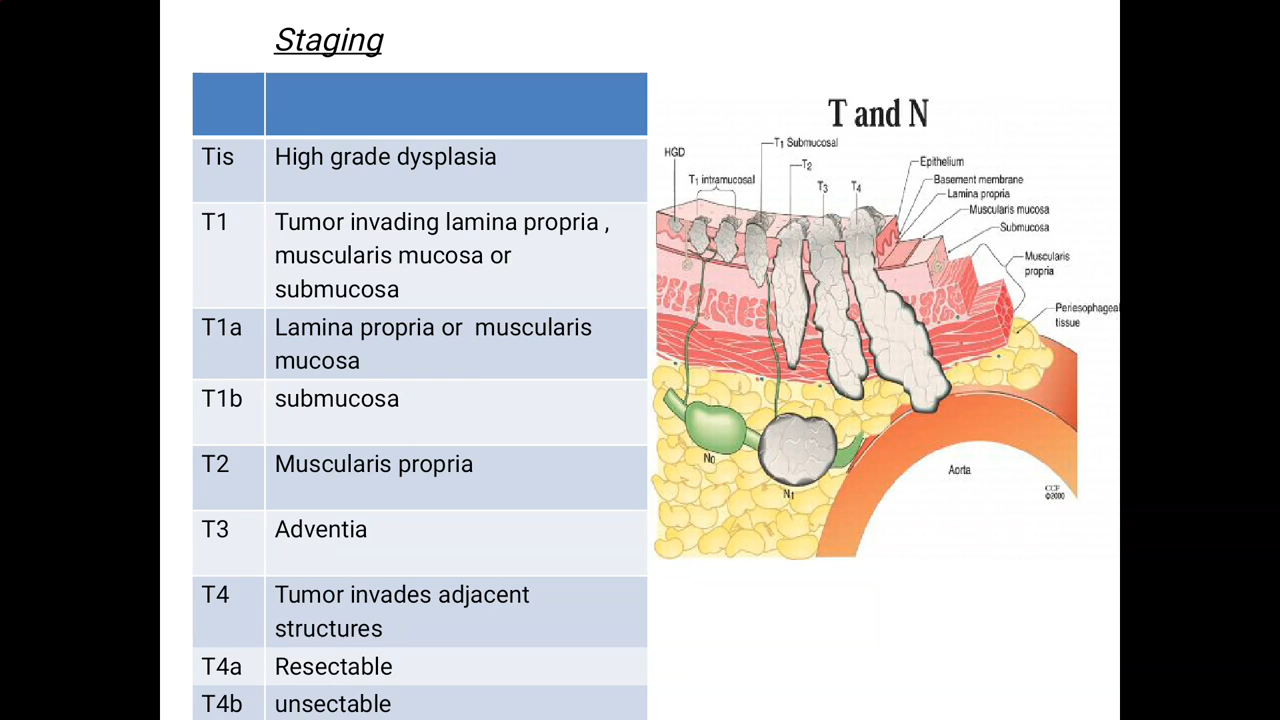 Staging
Tis High grade dysplasia
T1 Tumor invading lamina propria ,
muscularis mucosa or
submucosa
T1a Lamina propria or muscularis
mucosa
T1b submucosa
T2 Muscularis propria
T3 Adventia
T4 Tumor invades adjacent
structures
T4a Resectable
T4b unsectable
T and N
HGD
T1 intramucosal
T1 Submucosal
T2
T3
T4
Epithelium
Basement membrane
Lamina propria
Muscularis mucosa
Submucosa
Muscularis
propria
Periesophageal
tissue
N0
N1
Aorta
CCF
©2000